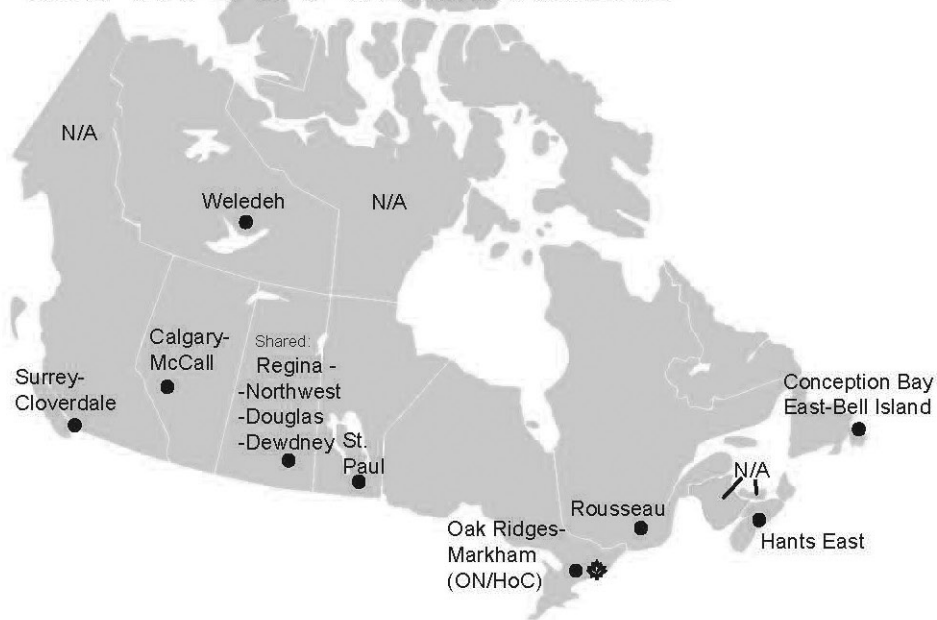 N/A
Weledeh
N/A
Calgary-
McCall
Shared:
Regina -
-Northwest
-Douglas
-Dewdney
Surrey-
Cloverdale
St.
Paul
Conception Bay
East-Bell Island
N/A
Rousseau
Hants East
Oak Ridges-
Markham
(ON/HoC)